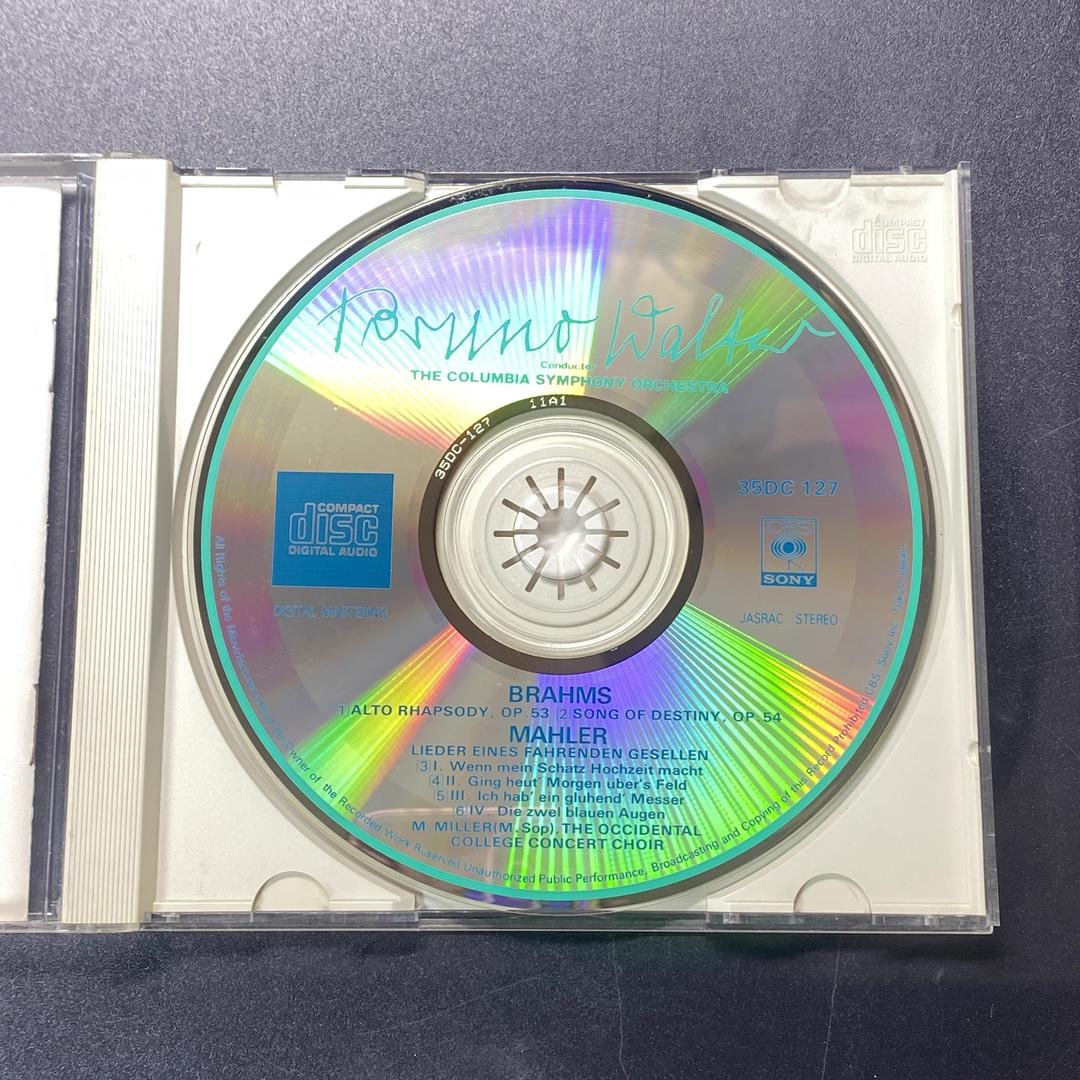 COMPACT
disc
DIGITAL AUDIO
Bruno Walter
Conductor
THE COLUMBIA SYMPHONY ORCHESTRA
35DC-127 11A1
COMPACT
disc
DIGITAL AUDIO
DIGITAL MASTERING
35DC 127
CBS
SONY
JASRAC STEREO
BRAHMS
1 ALTO RHAPSODY, OP.53 2 SONG OF DESTINY, OP.54
MAHLER
LIEDER EINES FAHRENDEN GESELLEN
3 I. Wenn mein Schatz Hochzeit macht
4 II. Ging heut' Morgen uber's Feld
5 III. Ich hab' ein gluhend' Messer
6 IV. Die zwei blauen Augen
M. MILLER(M.Sop), THE OCCIDENTAL
COLLEGE CONCERT CHOIR
All Rights of the Manufacturer and of the Owner of the Recorded Work Reserved Unauthorized Public Performance, Broadcasting and Copying of this Record Prohibited CBS/Sony Inc. Tokyo Japan.